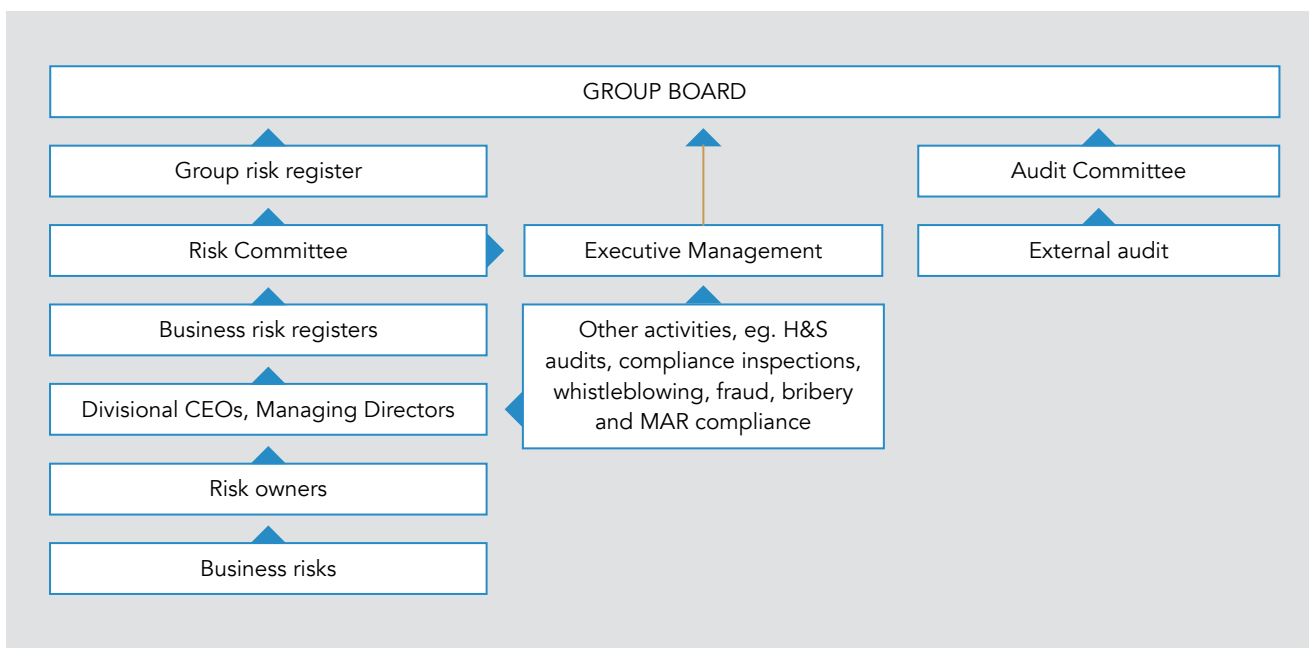 GROUP BOARD
Group risk register
Audit Committee
Risk Committee
Executive Management
External audit
Business risk registers
Other activities, eg. H&S
audits, compliance inspections,
whistleblowing, fraud, bribery
and MAR compliance
Divisional CEOs, Managing Directors
Risk owners
Business risks